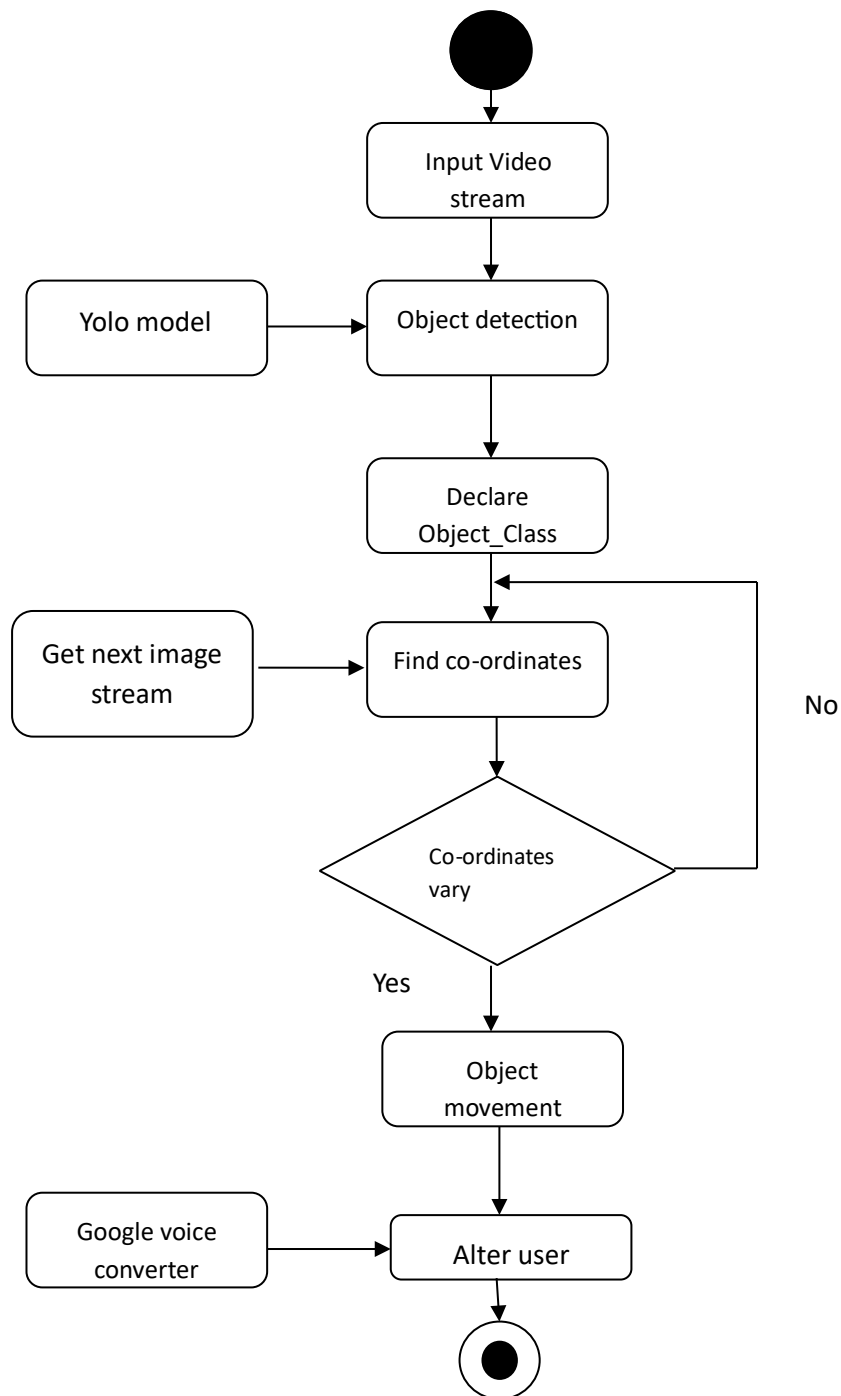 Input Video
stream
Yolo model
Object detection
Declare
Object_Class
Get next image
stream
Find co-ordinates
No
Co-ordinates
vary
Yes
Object
movement
Google voice
converter
Alter user